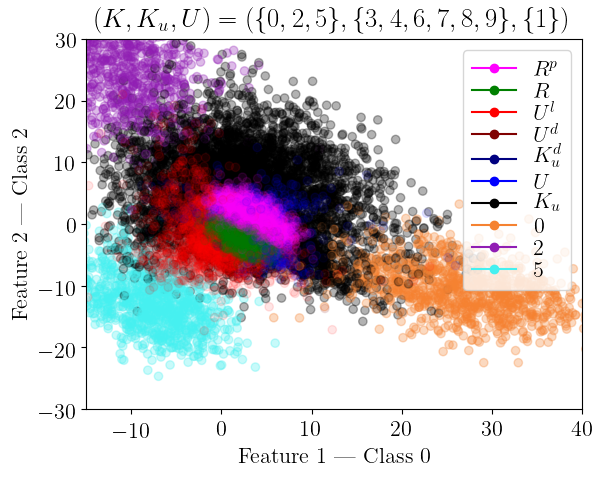 (K, K_u, U) = ({0, 2, 5}, {3, 4, 6, 7, 8, 9}, {1})
30
20
10
0
−10
−20
−30
Feature 2 — Class 2
R^p
R
U^l
U^d
K_u^d
U
K_u
0
2
5
−10
0
10
20
30
40
Feature 1 — Class 0